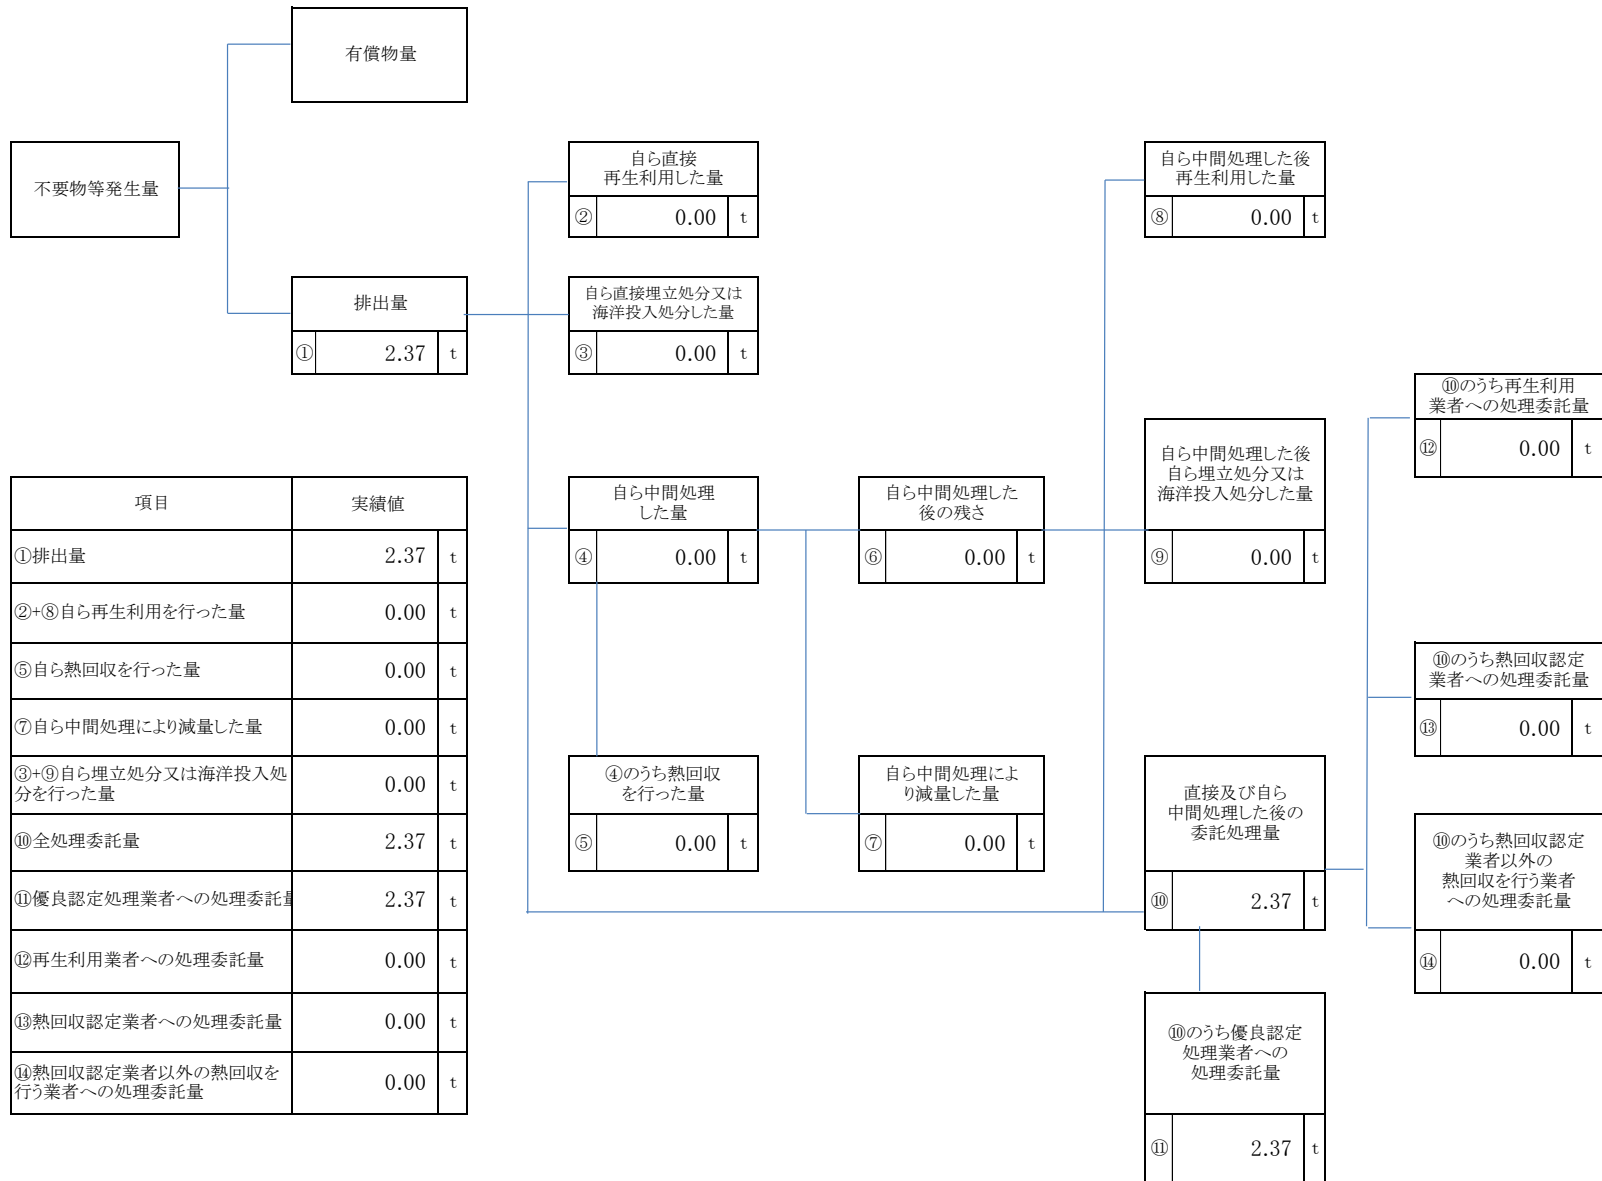 有償物量
不要物等発生量
排出量
① 2.37 t
自ら直接
再生利用した量
② 0.00 t
自ら直接埋立処分又は
海洋投入処分した量
③ 0.00 t
自ら中間処理
した量
④ 0.00 t
④のうち熱回収
を行った量
⑤ 0.00 t
自ら中間処理した
後の残さ
⑥ 0.00 t
自ら中間処理によ
り減量した量
⑦ 0.00 t
自ら中間処理した後
再生利用した量
⑧ 0.00 t
自ら中間処理した後
自ら埋立処分又は
海洋投入処分した量
⑨ 0.00 t
直接及び自ら
中間処理した後の
委託処理量
⑩ 2.37 t
⑩のうち優良認定
処理業者への
処理委託量
⑪ 2.37 t
⑩のうち再生利用
業者への処理委託量
⑫ 0.00 t
⑩のうち熱回収認定
業者への処理委託量
⑬ 0.00 t
⑩のうち熱回収認定
業者以外の
熱回収を行う業者
への処理委託量
⑭ 0.00 t
項目 実績値
①排出量 2.37 t
②+⑧自ら再生利用を行った量 0.00 t
⑤自ら熱回収を行った量 0.00 t
⑦自ら中間処理により減量した量 0.00 t
③+⑨自ら埋立処分又は海洋投入処
分を行った量 0.00 t
⑩全処理委託量 2.37 t
⑪優良認定処理業者への処理委託量 2.37 t
⑫再生利用業者への処理委託量 0.00 t
⑬熱回収認定業者への処理委託量 0.00 t
⑭熱回収認定業者以外の熱回収を
行う業者への処理委託量 0.00 t